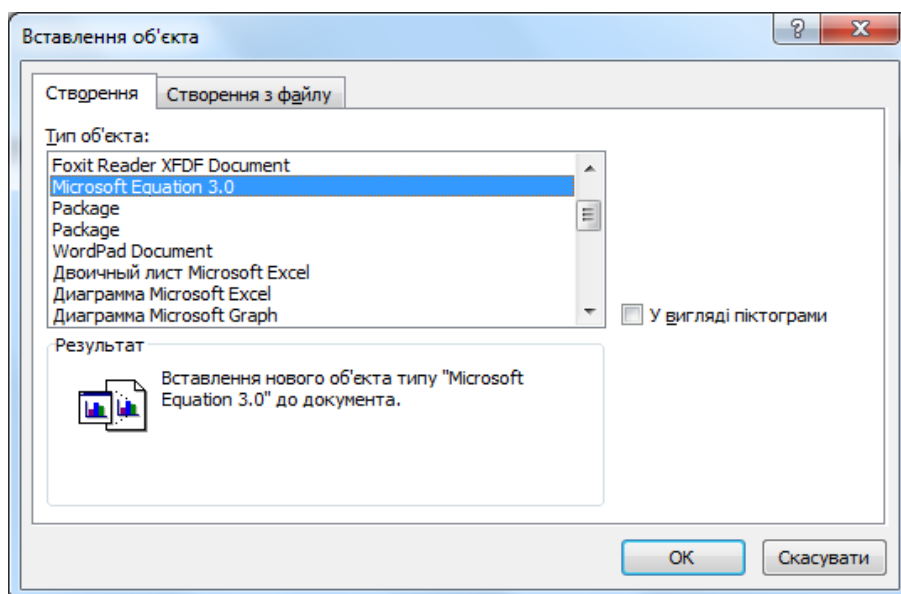 Вставлення об'єкта
Створення
Створення з файлу
Тип об'єкта:
Foxit Reader XFDF Document
Microsoft Equation 3.0
Package
Package
WordPad Document
Двоичный лист Microsoft Excel
Диаграмма Microsoft Excel
Диаграмма Microsoft Graph
У вигляді піктограми
Результат
Вставлення нового об'єкта типу "Microsoft
Equation 3.0" до документа.
ОК
Скасувати